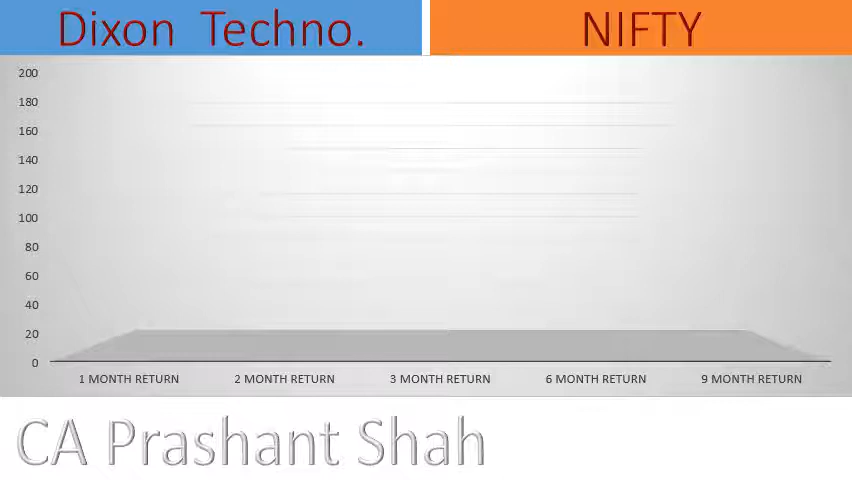 Dixon Techno.
NIFTY
200
180
160
140
120
100
80
60
40
20
0
1 MONTH RETURN
2 MONTH RETURN
3 MONTH RETURN
6 MONTH RETURN
9 MONTH RETURN
CA Prashant Shah